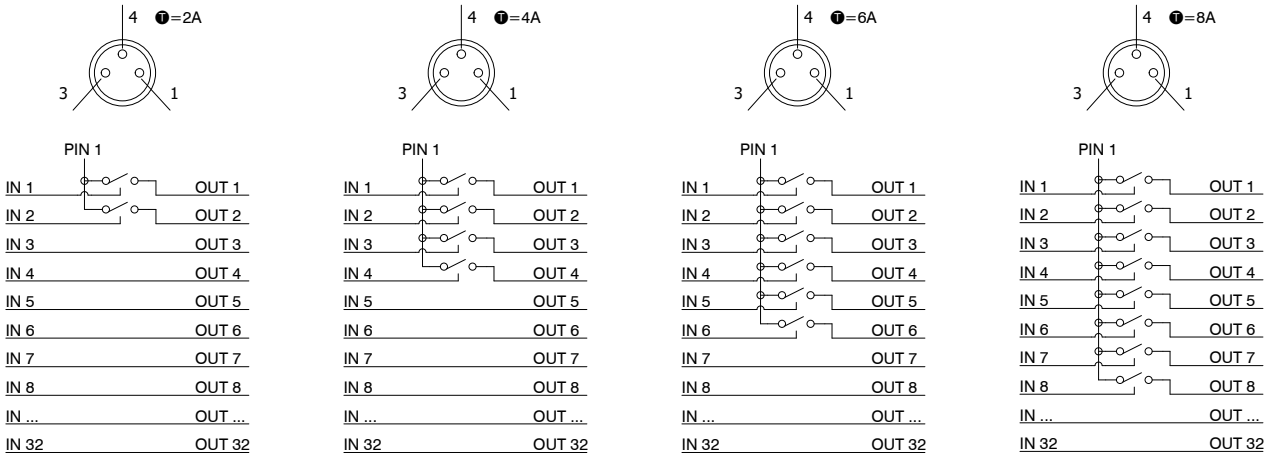 4 T=2A
3 1
PIN 1
IN 1 OUT 1
IN 2 OUT 2
IN 3 OUT 3
IN 4 OUT 4
IN 5 OUT 5
IN 6 OUT 6
IN 7 OUT 7
IN 8 OUT 8
IN ... OUT ...
IN 32 OUT 32
4 T=4A
3 1
PIN 1
IN 1 OUT 1
IN 2 OUT 2
IN 3 OUT 3
IN 4 OUT 4
IN 5 OUT 5
IN 6 OUT 6
IN 7 OUT 7
IN 8 OUT 8
IN ... OUT ...
IN 32 OUT 32
4 T=6A
3 1
PIN 1
IN 1 OUT 1
IN 2 OUT 2
IN 3 OUT 3
IN 4 OUT 4
IN 5 OUT 5
IN 6 OUT 6
IN 7 OUT 7
IN 8 OUT 8
IN ... OUT ...
IN 32 OUT 32
4 T=8A
3 1
PIN 1
IN 1 OUT 1
IN 2 OUT 2
IN 3 OUT 3
IN 4 OUT 4
IN 5 OUT 5
IN 6 OUT 6
IN 7 OUT 7
IN 8 OUT 8
IN ... OUT ...
IN 32 OUT 32